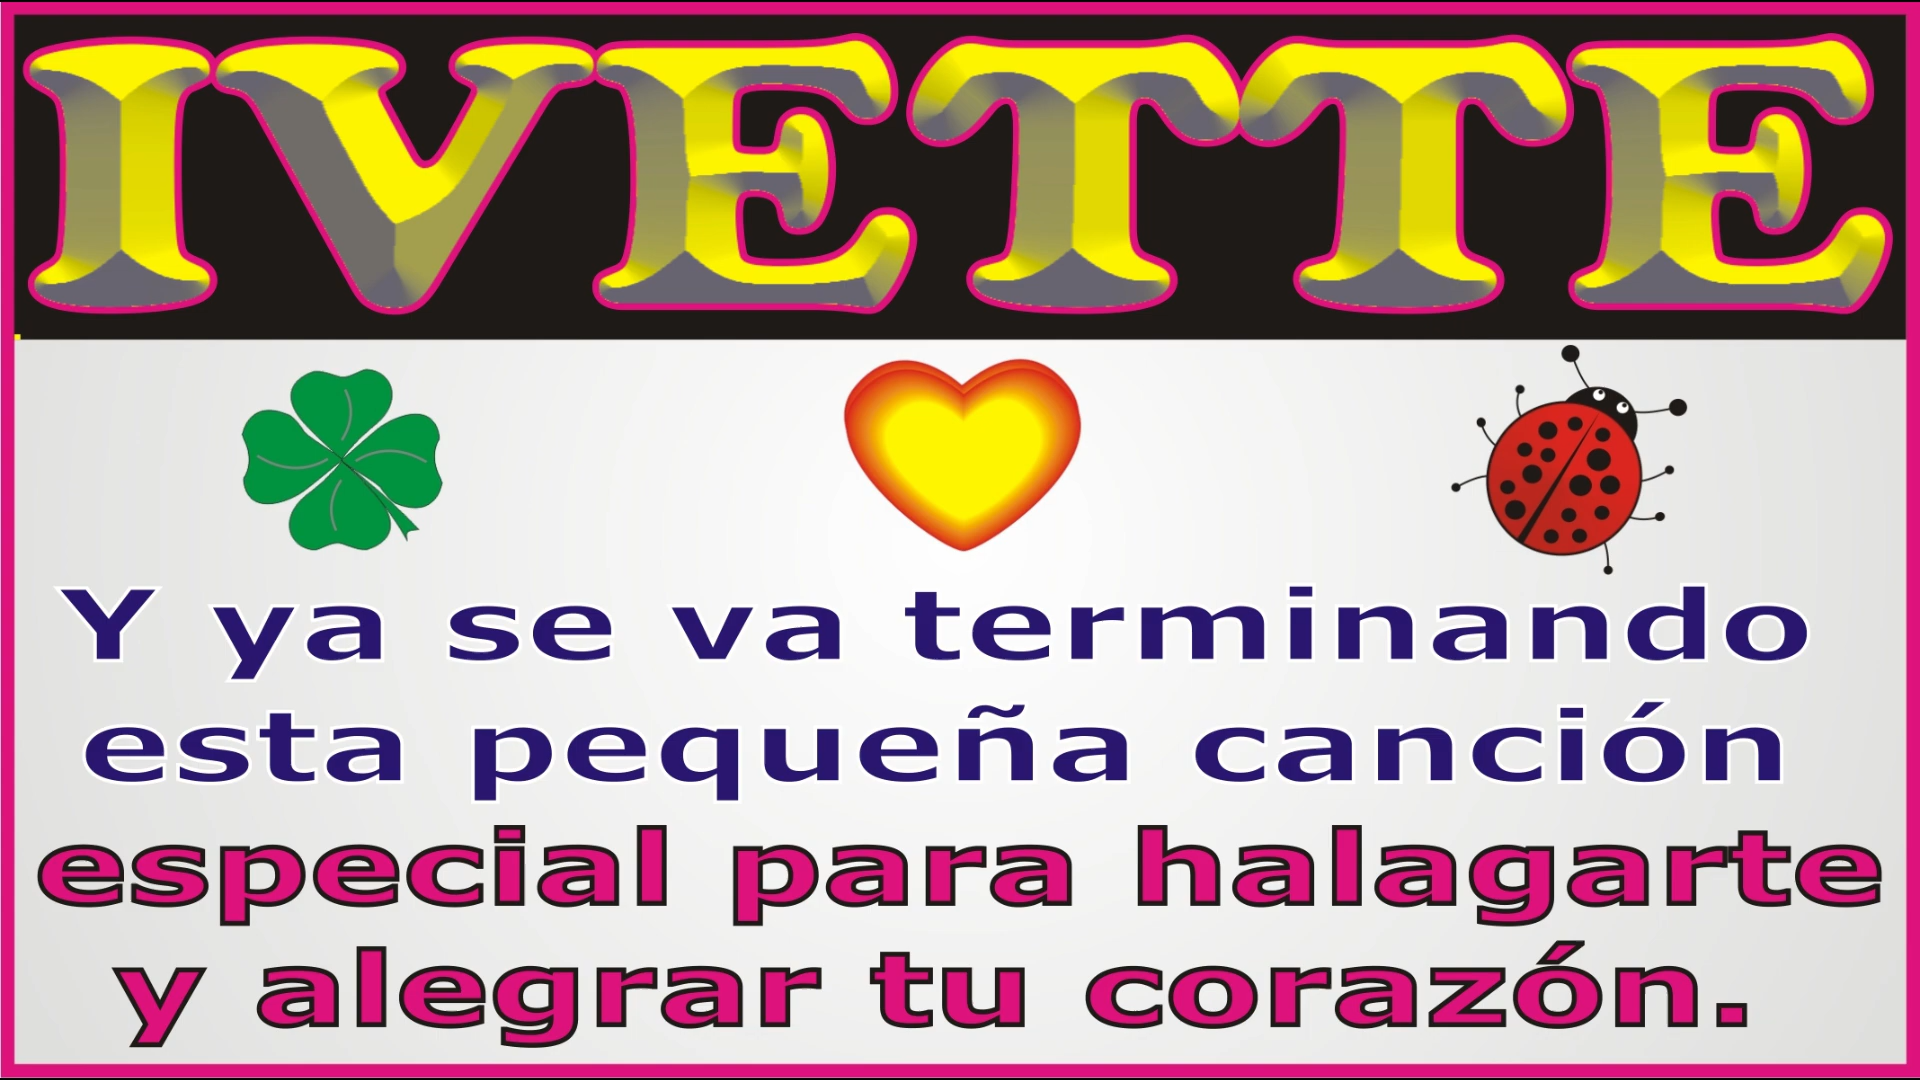 IVETTE
Y ya se va terminando
esta pequeña canción
especial para halagarte
y alegrar tu corazón.